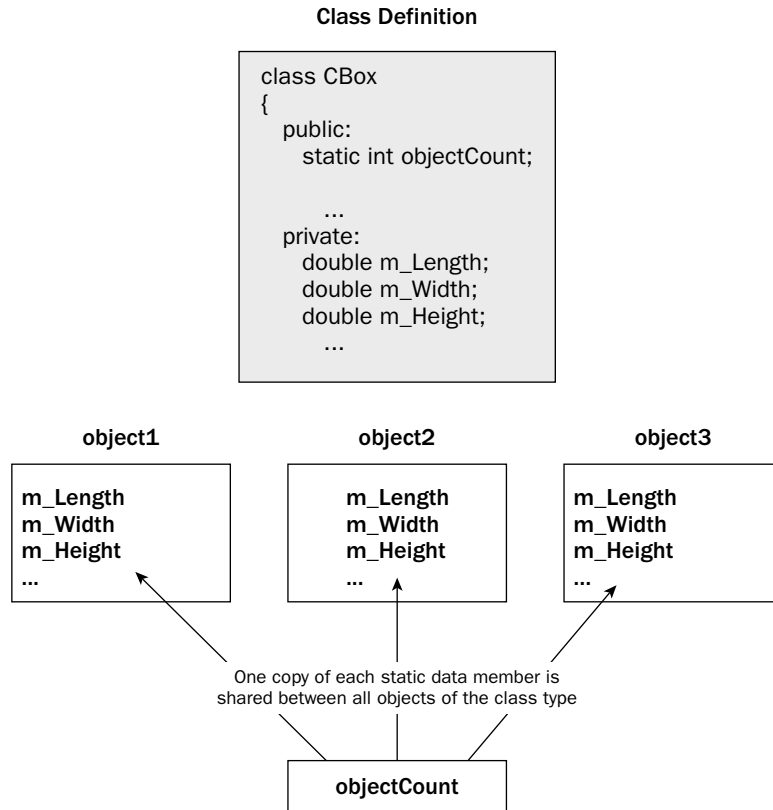 Class Definition
class CBox
{
public:
static int objectCount;
...
private:
double m_Length;
double m_Width;
double m_Height;
...
object1
object2
object3
m_Length
m_Width
m_Height
...
m_Length
m_Width
m_Height
...
m_Length
m_Width
m_Height
...
One copy of each static data member is
shared between all objects of the class type
objectCount